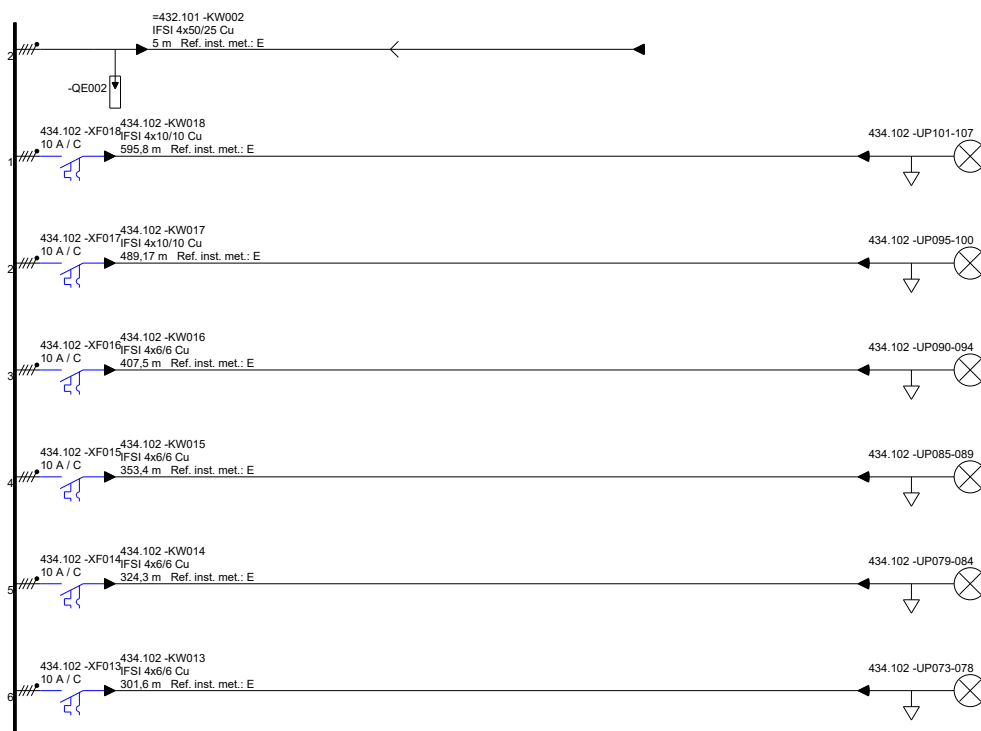 =432.101 -KW002
IFSI 4x50/25 Cu
5 m Ref. inst. met.: E
2
-QE002
434.102 -XF018
10 A / C
434.102 -KW018
IFSI 4x10/10 Cu
595,8 m Ref. inst. met.: E
434.102 -UP101-107
1
434.102 -XF017
10 A / C
434.102 -KW017
IFSI 4x10/10 Cu
489,17 m Ref. inst. met.: E
434.102 -UP095-100
2
434.102 -XF016
10 A / C
434.102 -KW016
IFSI 4x6/6 Cu
407,5 m Ref. inst. met.: E
434.102 -UP090-094
3
434.102 -XF015
10 A / C
434.102 -KW015
IFSI 4x6/6 Cu
353,4 m Ref. inst. met.: E
434.102 -UP085-089
4
434.102 -XF014
10 A / C
434.102 -KW014
IFSI 4x6/6 Cu
324,3 m Ref. inst. met.: E
434.102 -UP079-084
5
434.102 -XF013
10 A / C
434.102 -KW013
IFSI 4x6/6 Cu
301,6 m Ref. inst. met.: E
434.102 -UP073-078
6